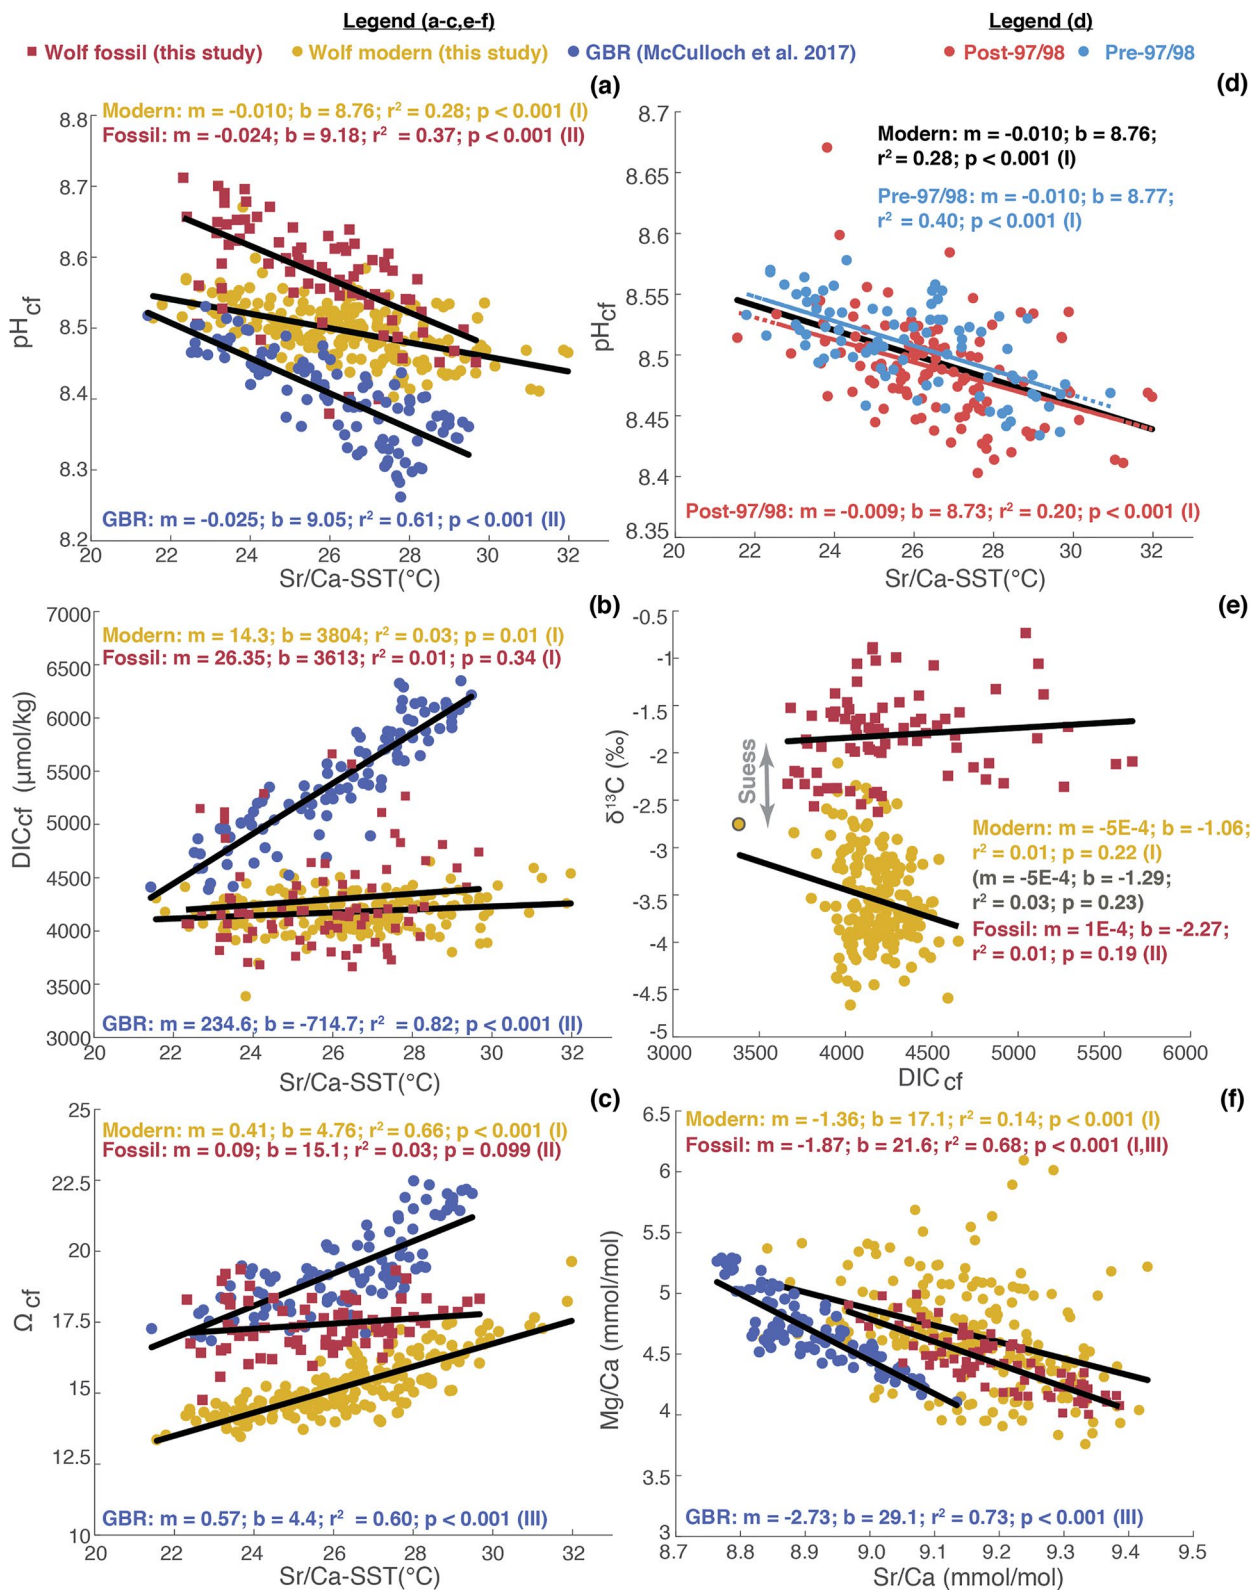 Legend (a-c,e-f)
Legend (d)
Wolf fossil (this study)
Wolf modern (this study)
GBR (McCulloch et al. 2017)
Post-97/98
Pre-97/98
(a)
Modern: m = -0.010; b = 8.76; r² = 0.28; p < 0.001 (I)
Fossil: m = -0.024; b = 9.18; r² = 0.37; p < 0.001 (II)
8.8
8.7
8.6
8.5
8.4
8.3
8.2
pHcf
GBR: m = -0.025; b = 9.05; r² = 0.61; p < 0.001 (II)
20 22 24 26 28 30 32
Sr/Ca-SST(°C)
(d)
8.7
8.65
8.6
8.55
8.5
8.45
8.4
8.35
pHcf
Modern: m = -0.010; b = 8.76;
r² = 0.28; p < 0.001 (I)
Pre-97/98: m = -0.010; b = 8.77;
r² = 0.40; p < 0.001 (I)
Post-97/98: m = -0.009; b = 8.73; r² = 0.20; p < 0.001 (I)
20 22 24 26 28 30 32
Sr/Ca-SST(°C)
(b)
7000
6500
6000
5500
5000
4500
4000
3500
3000
DICcf (µmol/kg)
Modern: m = 14.3; b = 3804; r² = 0.03; p = 0.01 (I)
Fossil: m = 26.35; b = 3613; r² = 0.01; p = 0.34 (I)
GBR: m = 234.6; b = -714.7; r² = 0.82; p < 0.001 (II)
20 22 24 26 28 30 32
Sr/Ca-SST(°C)
(e)
-0.5
-1
-1.5
-2
-2.5
-3
-3.5
-4
-4.5
-5
δ¹³C (‰)
Suess
Modern: m = -5E-4; b = -1.06;
r² = 0.01; p = 0.22 (I)
(m = -5E-4; b = -1.29;
r² = 0.03; p = 0.23)
Fossil: m = 1E-4; b = -2.27;
r² = 0.01; p = 0.19 (II)
3000 3500 4000 4500 5000 5500 6000
DICcf
(c)
25
22.5
20
17.5
15
12.5
10
Ωcf
Modern: m = 0.41; b = 4.76; r² = 0.66; p < 0.001 (I)
Fossil: m = 0.09; b = 15.1; r² = 0.03; p = 0.099 (II)
GBR: m = 0.57; b = 4.4; r² = 0.60; p < 0.001 (III)
20 22 24 26 28 30 32
Sr/Ca-SST(°C)
(f)
6.5
6
5.5
5
4.5
4
3.5
3
Mg/Ca (mmol/mol)
Modern: m = -1.36; b = 17.1; r² = 0.14; p < 0.001 (I)
Fossil: m = -1.87; b = 21.6; r² = 0.68; p < 0.001 (I,III)
GBR: m = -2.73; b = 29.1; r² = 0.73; p < 0.001 (III)
8.7 8.8 8.9 9.0 9.1 9.2 9.3 9.4 9.5
Sr/Ca (mmol/mol)